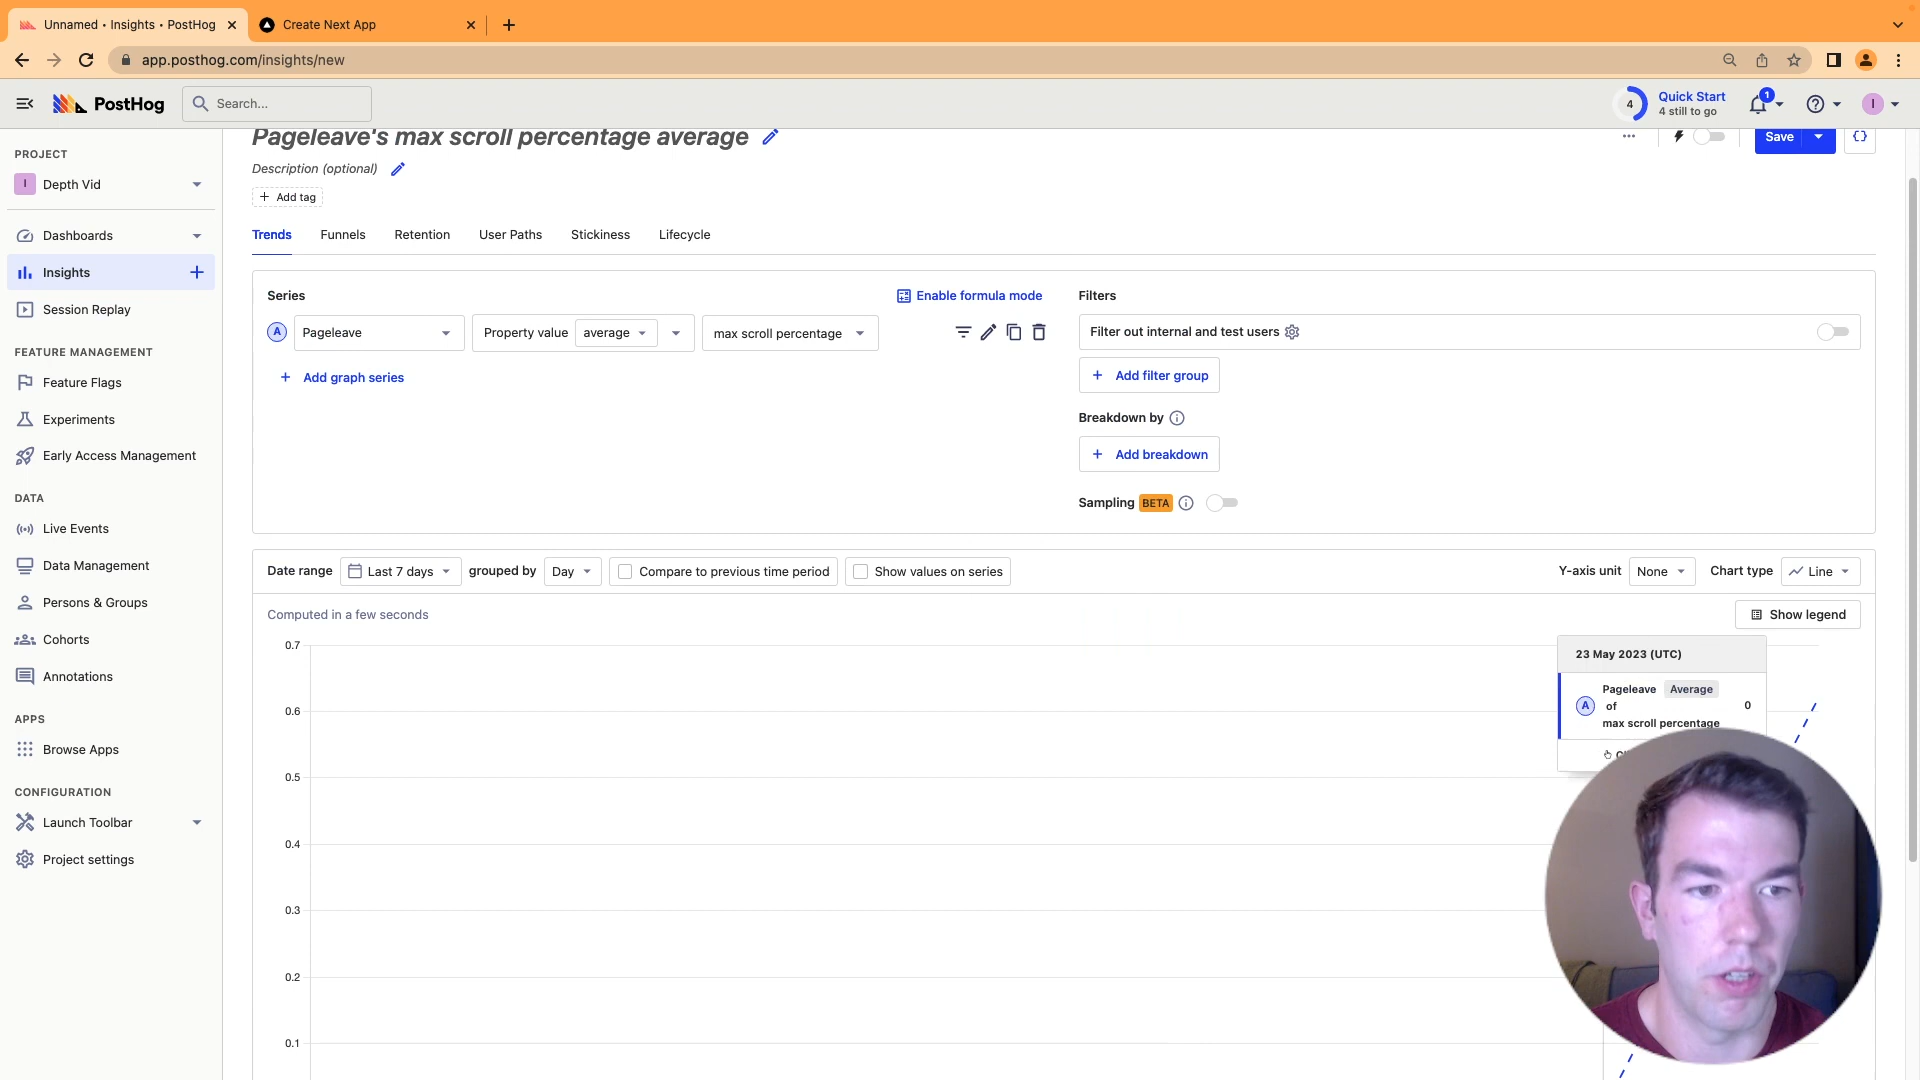 Unnamed • Insights • PostHog
Create Next App
app.posthog.com/insights/new
PostHog
Search...
4
Quick Start
4 still to go
1
I
PROJECT
I Depth Vid
Dashboards
Insights
Session Replay
FEATURE MANAGEMENT
Feature Flags
Experiments
Early Access Management
DATA
Live Events
Data Management
Persons & Groups
Cohorts
Annotations
APPS
Browse Apps
CONFIGURATION
Launch Toolbar
Project settings
Pageleave's max scroll percentage average
Save
Description (optional)
Add tag
Trends Funnels Retention User Paths Stickiness Lifecycle
Series
Enable formula mode
A Pageleave Property value average max scroll percentage
Add graph series
Filters
Filter out internal and test users
Add filter group
Breakdown by
Add breakdown
Sampling BETA
Date range Last 7 days grouped by Day Compare to previous time period Show values on series
Y-axis unit None Chart type Line
Computed in a few seconds
Show legend
0.7
0.6
0.5
0.4
0.3
0.2
0.1
23 May 2023 (UTC)
Pageleave Average
A of 0
max scroll percentage